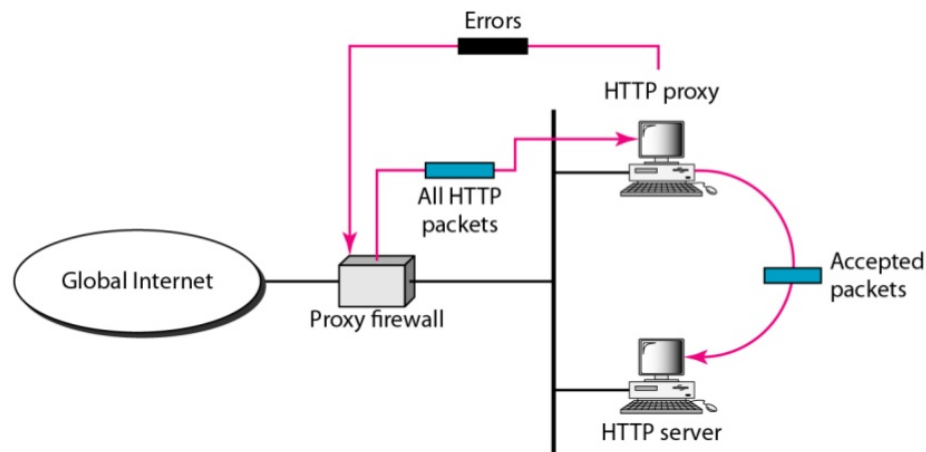 Errors
HTTP proxy
All HTTP
packets
Global Internet
Proxy firewall
Accepted
packets
HTTP server